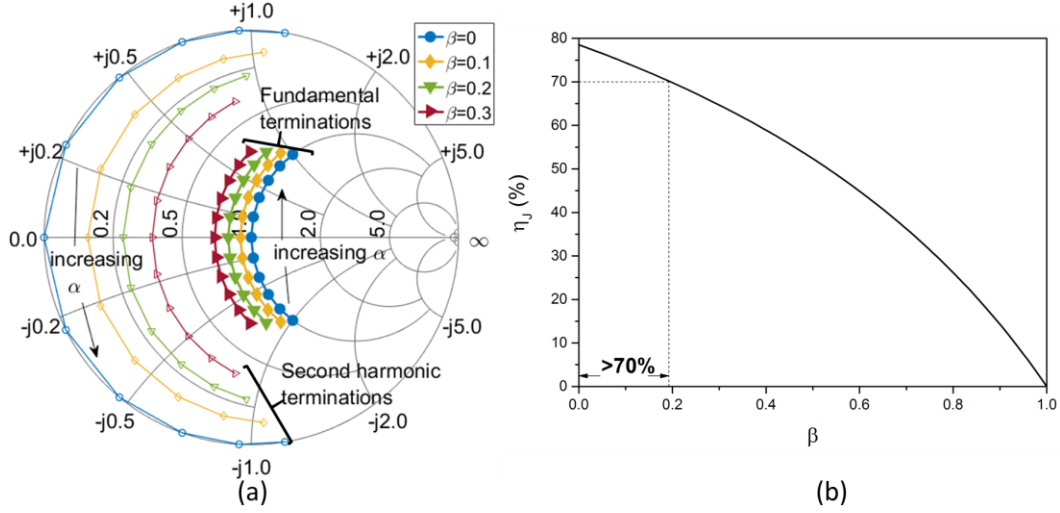 +j1.0
+j0.5
+j2.0
+j0.2
+j5.0
0.0
0.2
0.5
1.0
2.0
5.0
∞
-j0.2
-j5.0
-j0.5
-j2.0
-j1.0
β=0
β=0.1
β=0.2
β=0.3
Fundamental
terminations
increasing
α
increasing α
Second harmonic
terminations
(a)
80
70
60
50
40
30
20
10
0
η_J (%)
>70%
0.0
0.2
0.4
0.6
0.8
1.0
β
(b)